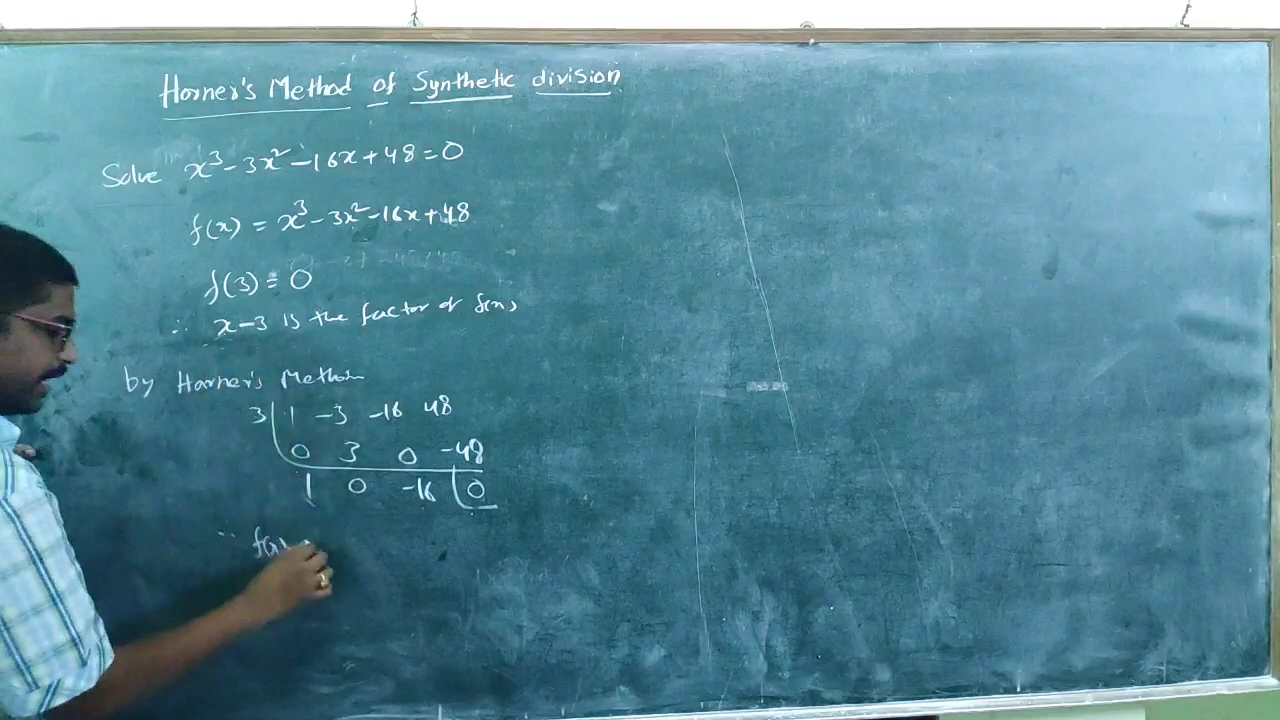 Horner's Method of Synthetic division
Solve x³-3x²-16x+48=0
f(x) = x³-3x²-16x+48
f(3) = 0
∴ x-3 is the factor of f(x)
by Horner's Method
3 | 1 -3 -16 48
0 3 0 -48
1 0 -16 | 0
∴ f(x)